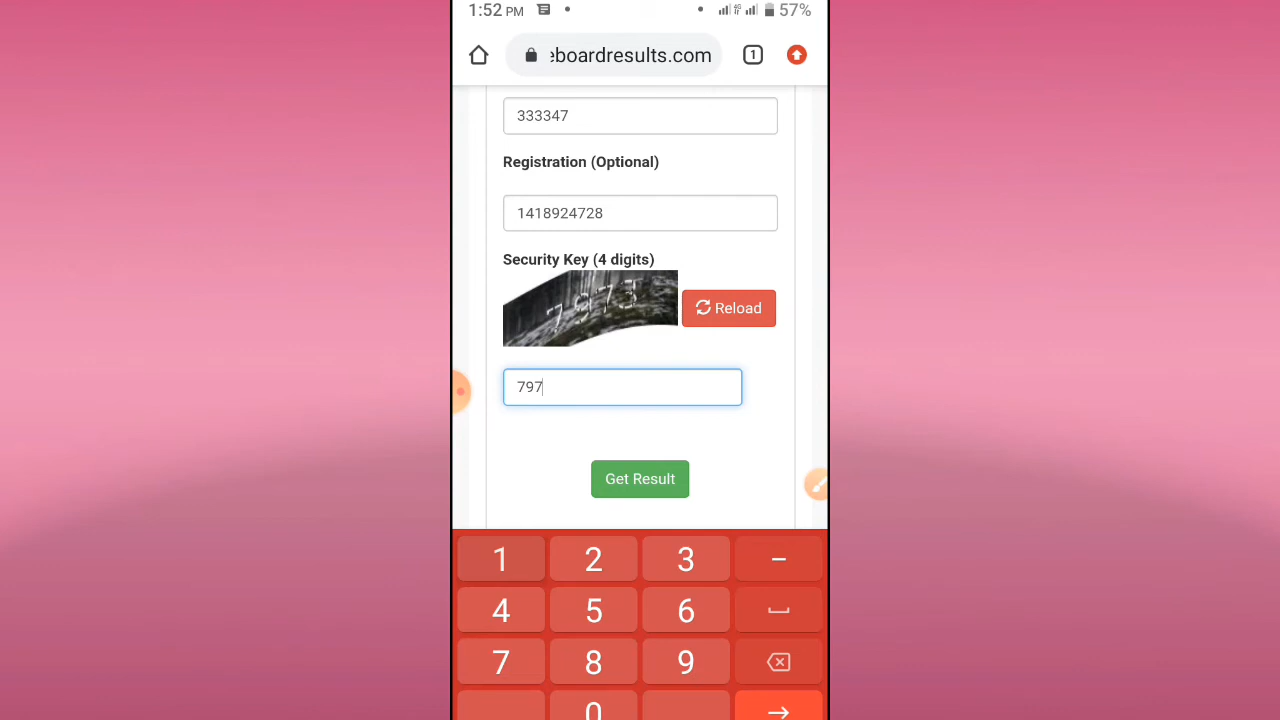 1:52 PM 57%
eboardresults.com 1
333347
Registration (Optional)
1418924728
Security Key (4 digits)
Reload
797
Get Result
1 2 3 –
4 5 6
7 8 9
0